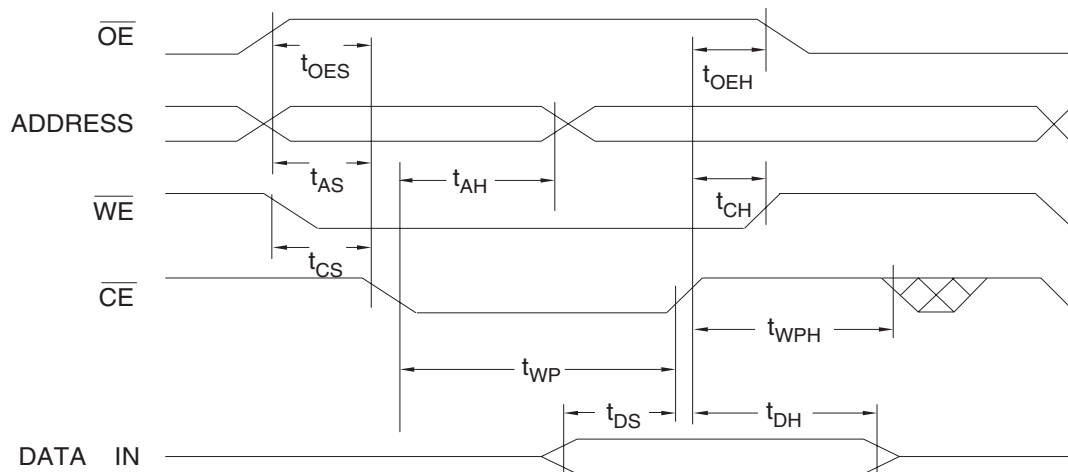 OE
tOES
tOEH
ADDRESS
tAS
tAH
WE
tCH
tCS
CE
tWPH
tWP
tDS
tDH
DATA IN